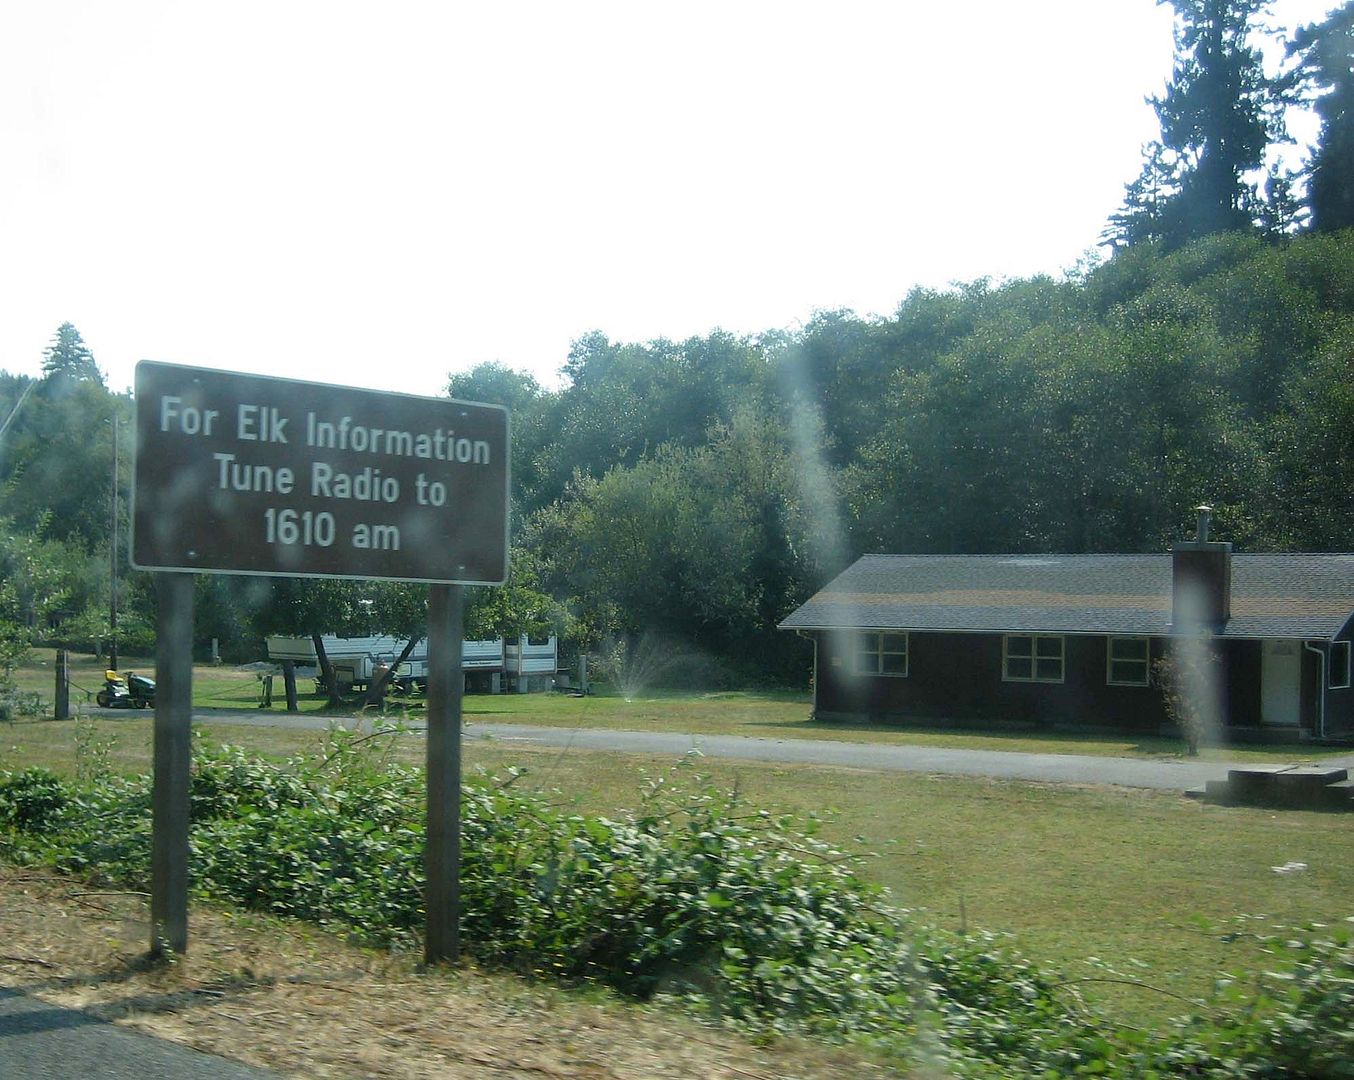 For Elk Information
Tune Radio to
1610 am